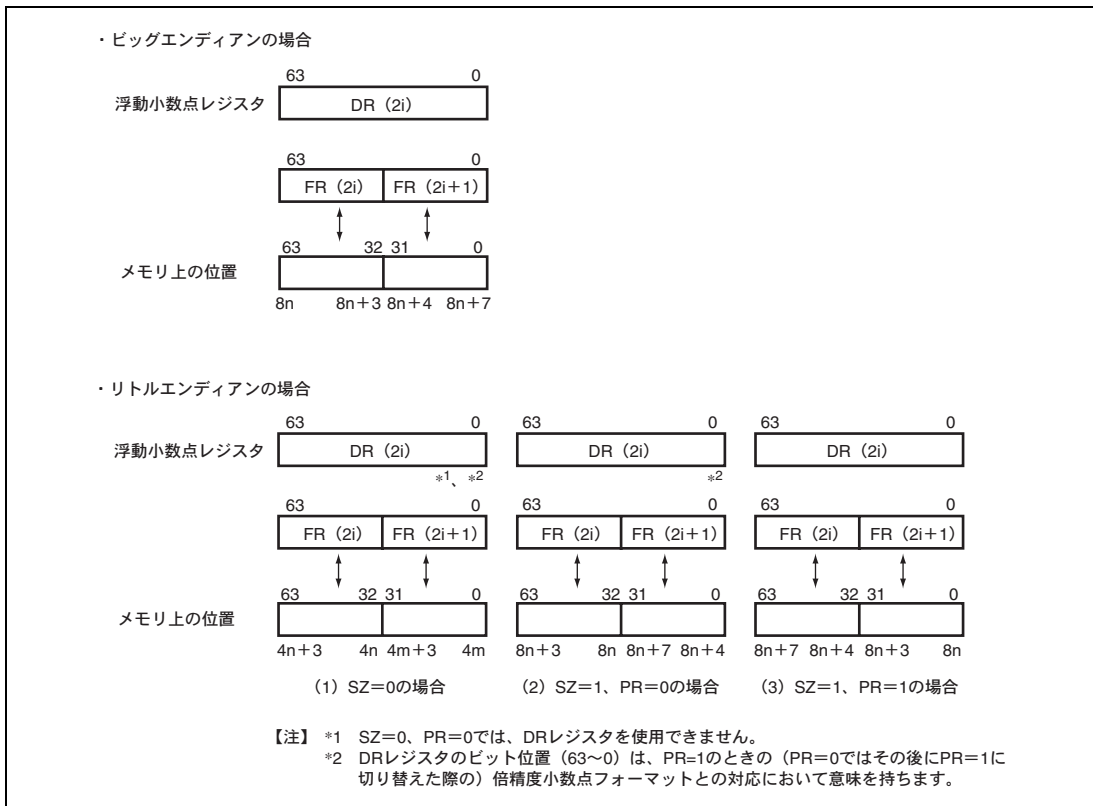 ・ビッグエンディアンの場合
63 0
浮動小数点レジスタ DR（2i）
63 0
FR（2i） FR（2i＋1）
63 32 31 0
メモリ上の位置
8n 8n＋3 8n＋4 8n＋7
・リトルエンディアンの場合
63 0 63 0 63 0
浮動小数点レジスタ DR（2i） DR（2i） DR（2i）
*1、*2 *2
63 0 63 0 63 0
FR（2i） FR（2i＋1） FR（2i） FR（2i＋1） FR（2i） FR（2i＋1）
63 32 31 0 63 32 31 0 63 32 31 0
メモリ上の位置
4n＋3 4n 4m＋3 4m 8n＋3 8n 8n＋7 8n＋4 8n＋7 8n＋4 8n＋3 8n
（1）SZ＝0の場合 （2）SZ＝1、PR＝0の場合 （3）SZ＝1、PR＝1の場合
【注】 *1 SZ＝0、PR＝0では、DRレジスタを使用できません。
*2 DRレジスタのビット位置（63～0）は、PR=1のときの（PR＝0ではその後にPR＝1に
切り替えた際の）倍精度小数点フォーマットとの対応において意味を持ちます。